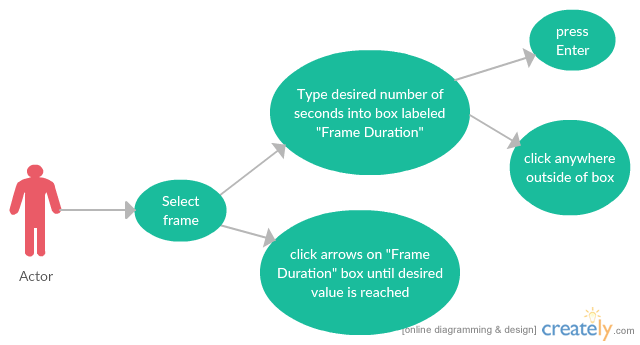 press
Enter
Type desired number of
seconds into box labeled
"Frame Duration"
click anywhere
outside of box
Select
frame
Actor
click arrows on "Frame
Duration" box until desired
value is reached
[online diagramming & design] creately.com